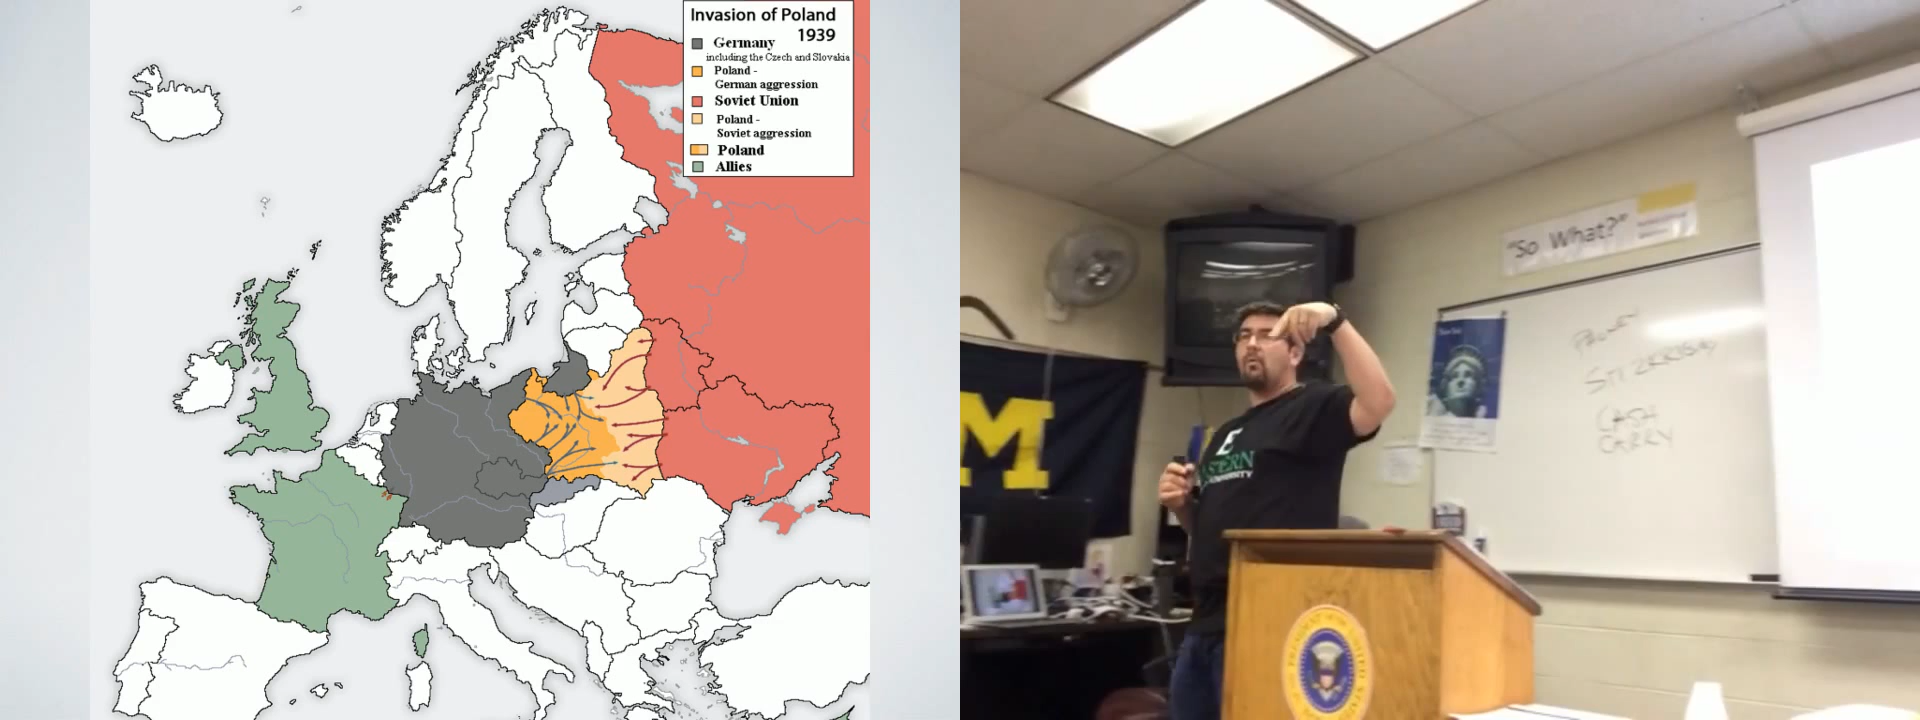 Invasion of Poland
1939
Germany
including the Czech and Slovakia
Poland -
German aggression
Soviet Union
Poland -
Soviet aggression
Poland
Allies
"So What?"
CASH
CARRY
M
E
EASTERN